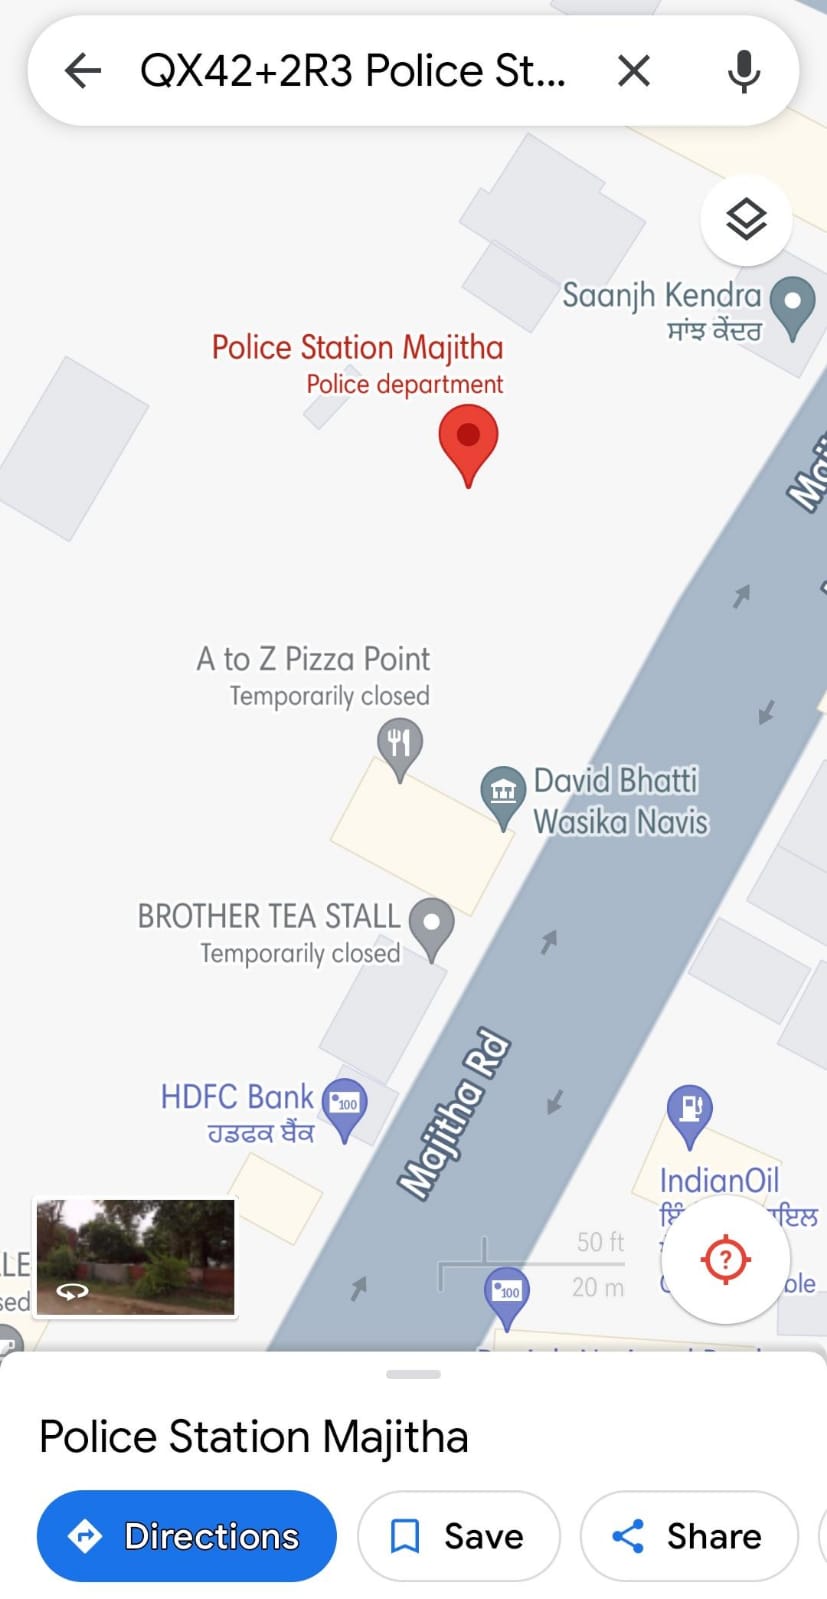 QX42+2R3 Police St...
Saanjh Kendra
ਸਾਂਝ ਕੇਂਦਰ
Police Station Majitha
Police department
A to Z Pizza Point
Temporarily closed
David Bhatti
Wasika Navis
BROTHER TEA STALL
Temporarily closed
Majitha Rd
HDFC Bank
ਹਡਫਕ ਬੈਂਕ
100
IndianOil
50 ft
20 m
100
?
Police Station Majitha
Directions
Save
Share